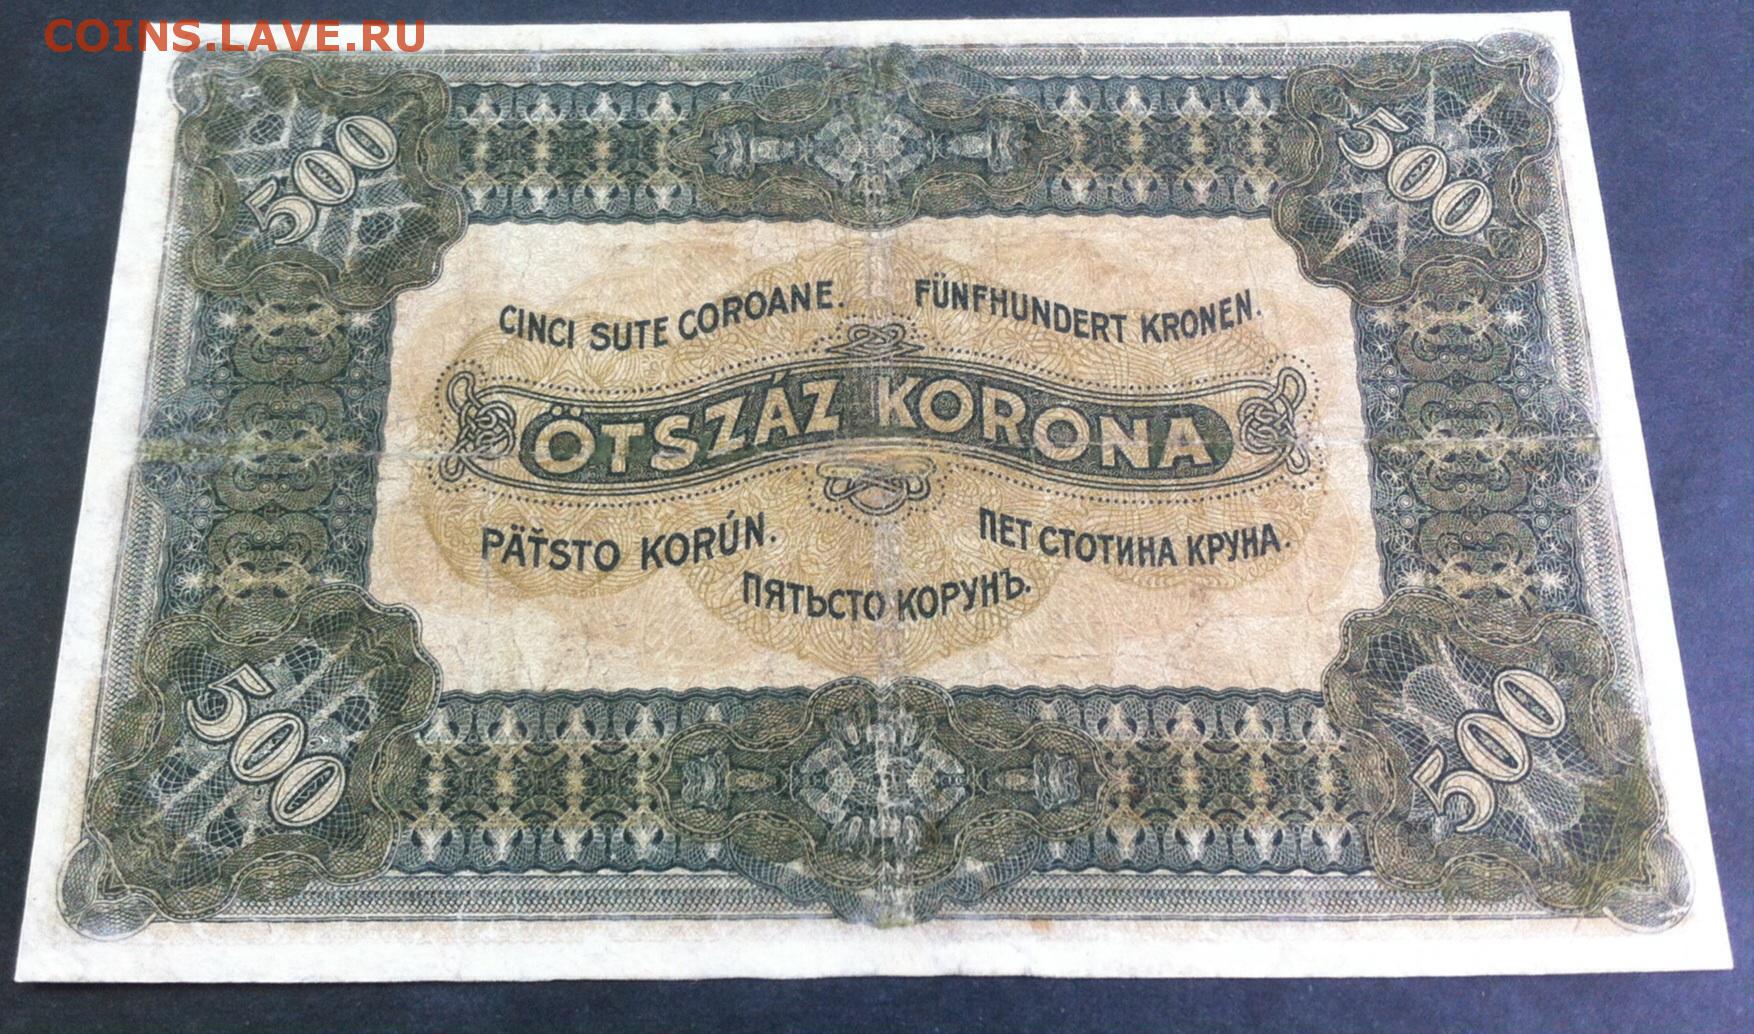 COINS.LAVE.RU
500 500
CINCI SUTE COROANE. FÜNFHUNDERT KRONEN.
ÖTSZÁZ KORONA
PÄŤSTO KORÚN. ПЕТ СТОТИНА КРУНА.
ПЯТЬСТО КОРУНЪ.
500 500